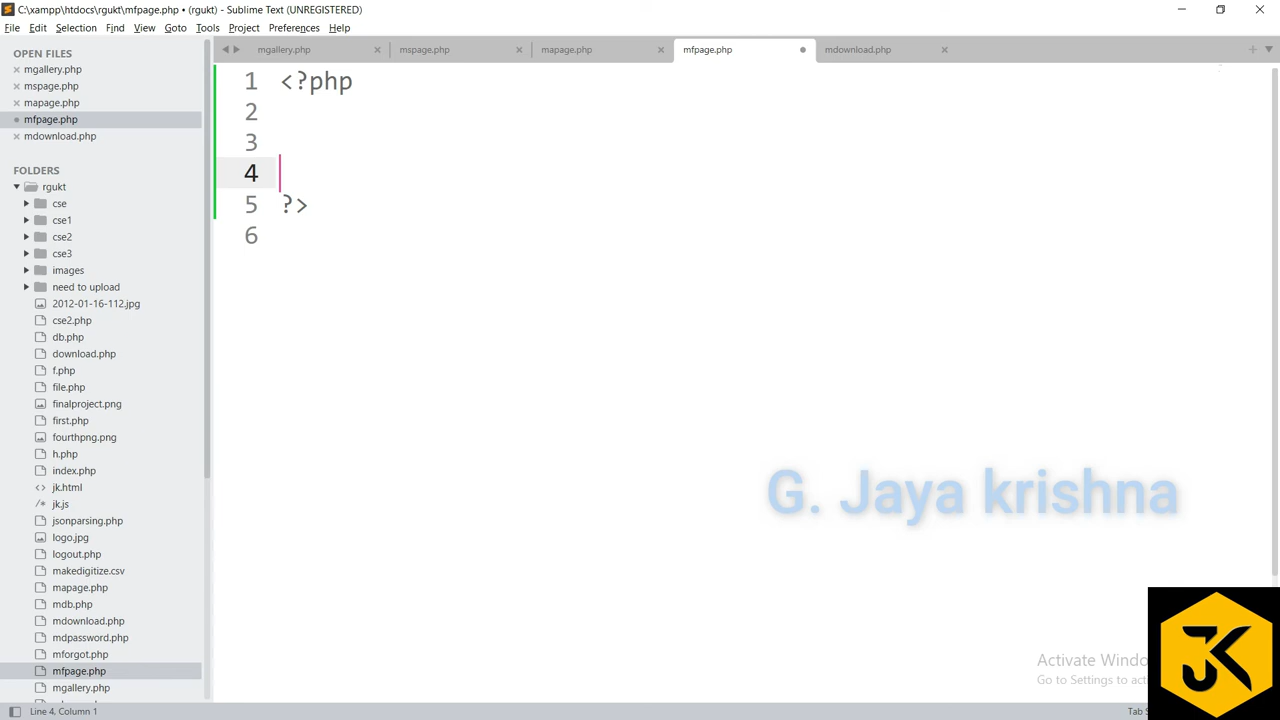 C:\xampp\htdocs\rgukt\mfpage.php • (rgukt) - Sublime Text (UNREGISTERED)
File Edit Selection Find View Goto Tools Project Preferences Help
OPEN FILES
mgallery.php
mspage.php
mapage.php
mfpage.php
mdownload.php
FOLDERS
rgukt
cse
cse1
cse2
cse3
images
need to upload
2012-01-16-112.jpg
cse2.php
db.php
download.php
f.php
file.php
finalproject.png
first.php
fourthpng.png
h.php
index.php
jk.html
jk.js
jsonparsing.php
logo.jpg
logout.php
makedigitize.csv
mapage.php
mdb.php
mdownload.php
mdpassword.php
mforgot.php
mfpage.php
mgallery.php
mgallery.php mspage.php mapage.php mfpage.php mdownload.php
1 <?php
2
3
4
5 ?>
6
G. Jaya krishna
JK
Activate Windo
Go to Settings to
Line 4, Column 1
Tab